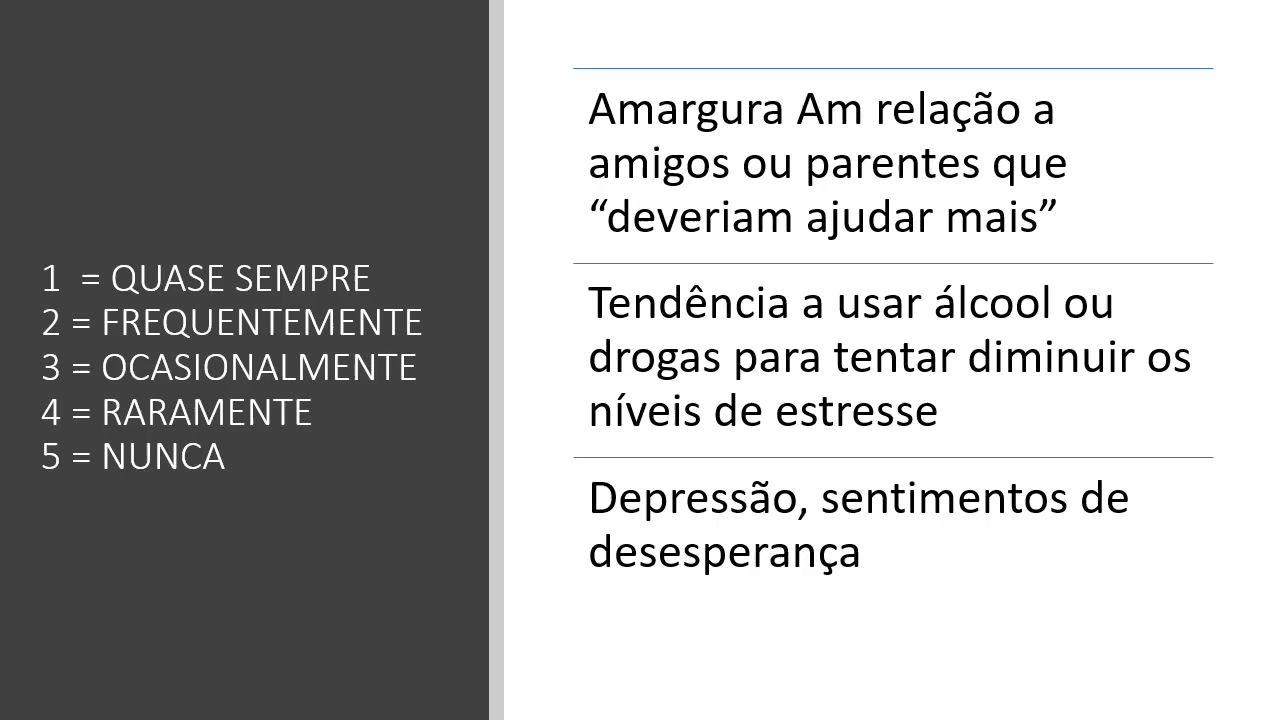 1  = QUASE SEMPRE
2 = FREQUENTEMENTE
3 = OCASIONALMENTE
4 = RARAMENTE
5 = NUNCA
Amargura Am relação a
amigos ou parentes que
“deveriam ajudar mais”
Tendência a usar álcool ou
drogas para tentar diminuir os
níveis de estresse
Depressão, sentimentos de
desesperança